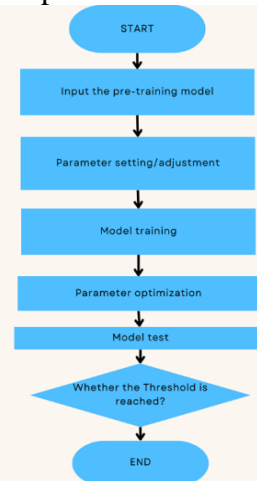 START
Input the pre-training model
Parameter setting/adjustment
Model training
Parameter optimization
Model test
Whether the Threshold is
reached?
END